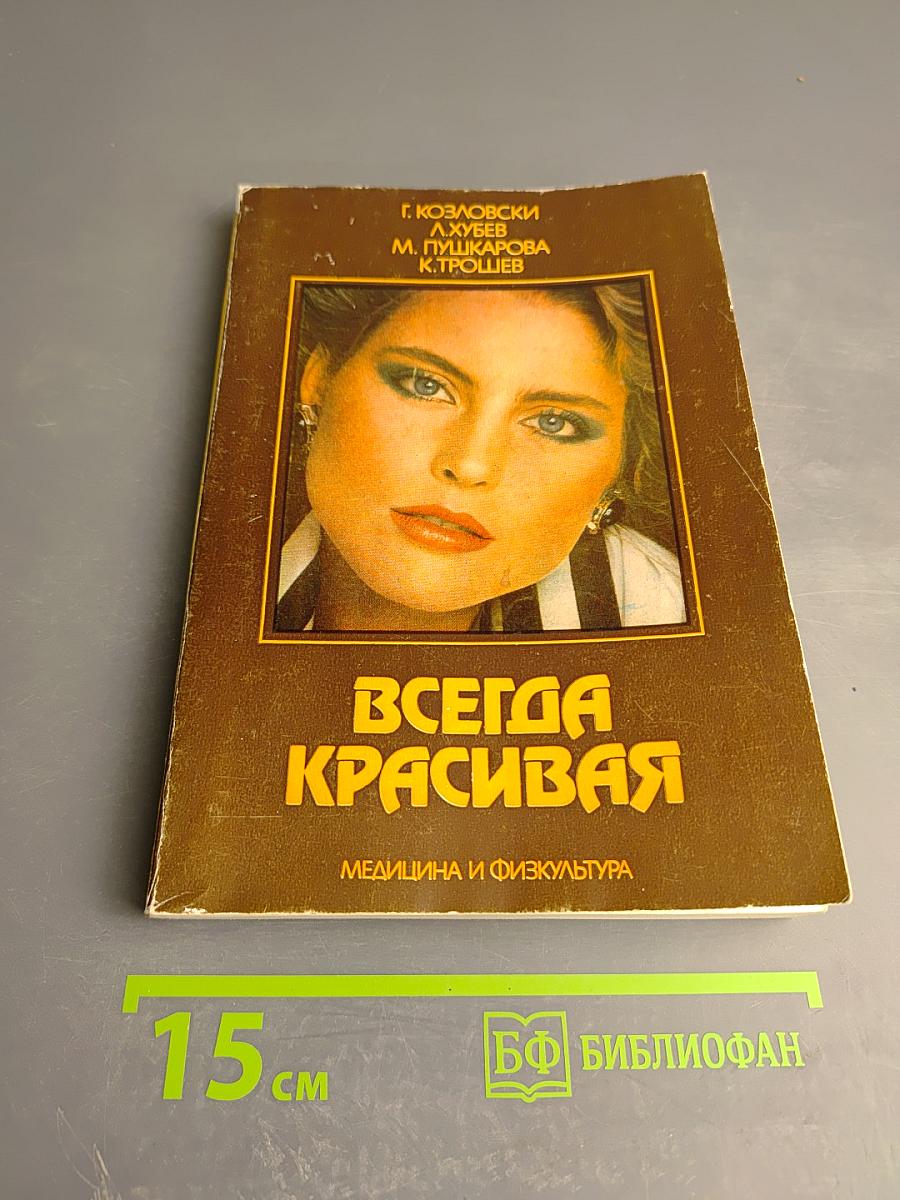 Г. КОЗЛОВСКИ
Л.ХУБЕВ
М. ПУШКАРОВА
К.ТРОШЕВ
ВСЕГДА
КРАСИВАЯ
МЕДИЦИНА И ФИЗКУЛЬТУРА
15 см
БФ БИБЛИОФАН